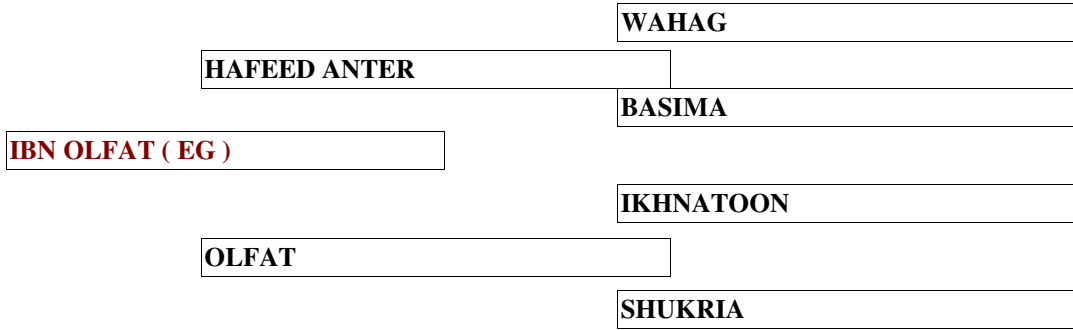 WAHAG
HAFEED ANTER
BASIMA
IBN OLFAT ( EG )
IKHNATOON
OLFAT
SHUKRIA